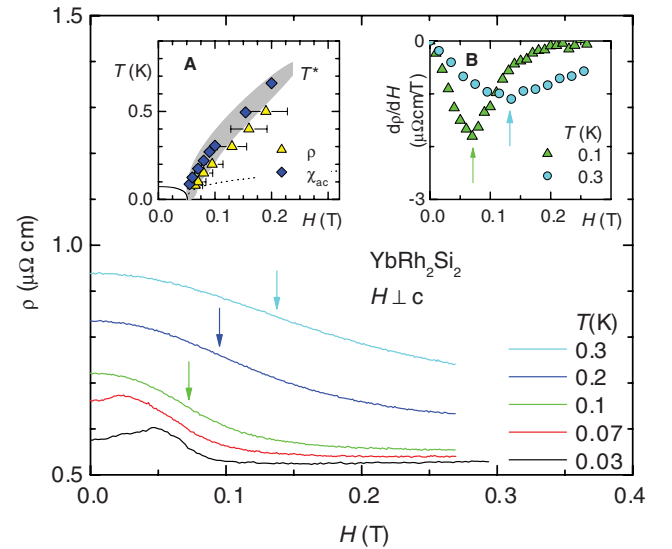 1.5
1.0
0.5
ρ (μΩ cm)
0.0
0.1
0.2
0.3
0.4
H (T)
T (K)
A
T*
0.5
0.0
0.0
0.1
0.2
H (T)
ρ
χac
0
-3
dρ/dH
(μΩcm/T)
B
T (K)
0.1
0.3
0.0
0.1
0.2
H (T)
YbRh2Si2
H ⊥ c
T(K)
0.3
0.2
0.1
0.07
0.03